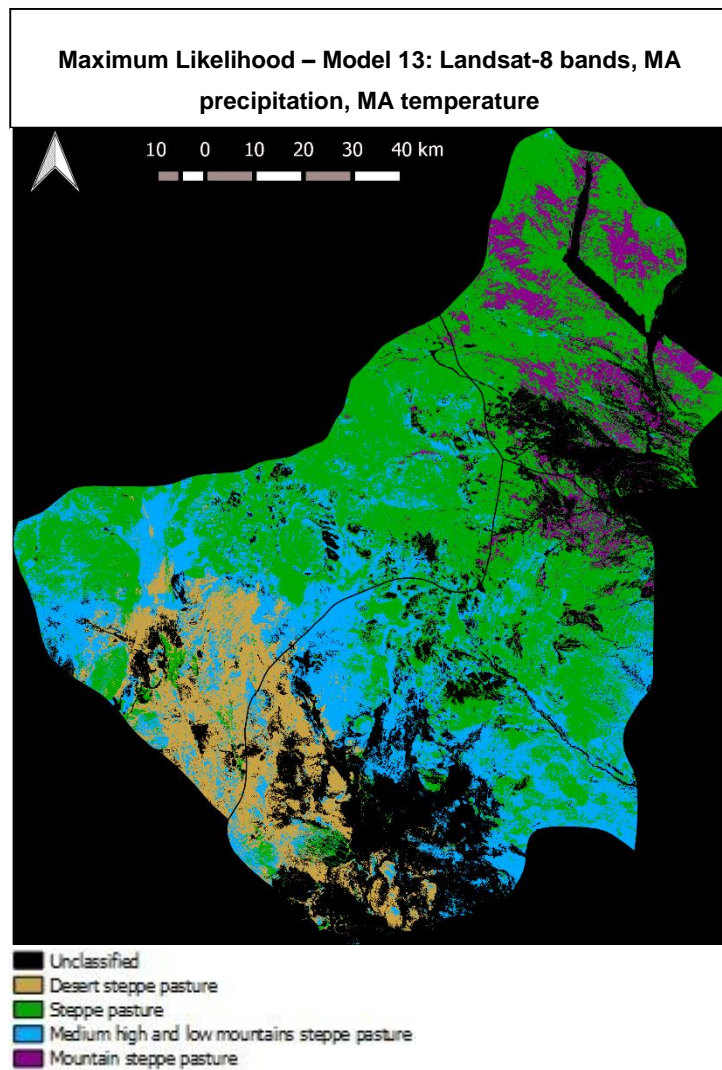 Maximum Likelihood – Model 13: Landsat-8 bands, MA
precipitation, MA temperature
10 0 10 20 30 40 km
Unclassified
Desert steppe pasture
Steppe pasture
Medium high and low mountains steppe pasture
Mountain steppe pasture